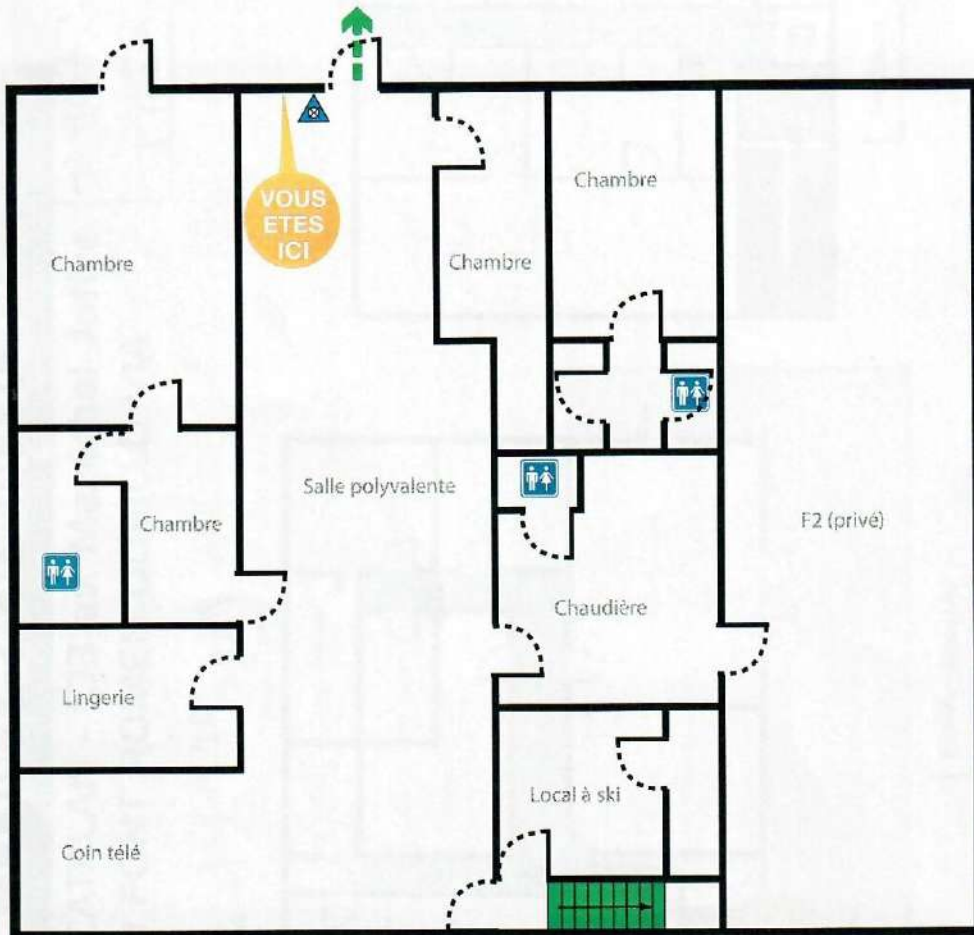 VOUS
ETES
ICI
Chambre
Chambre
Chambre
Salle polyvalente
Chambre
F2 (privé)
Chaudière
Lingerie
Local à ski
Coin télé